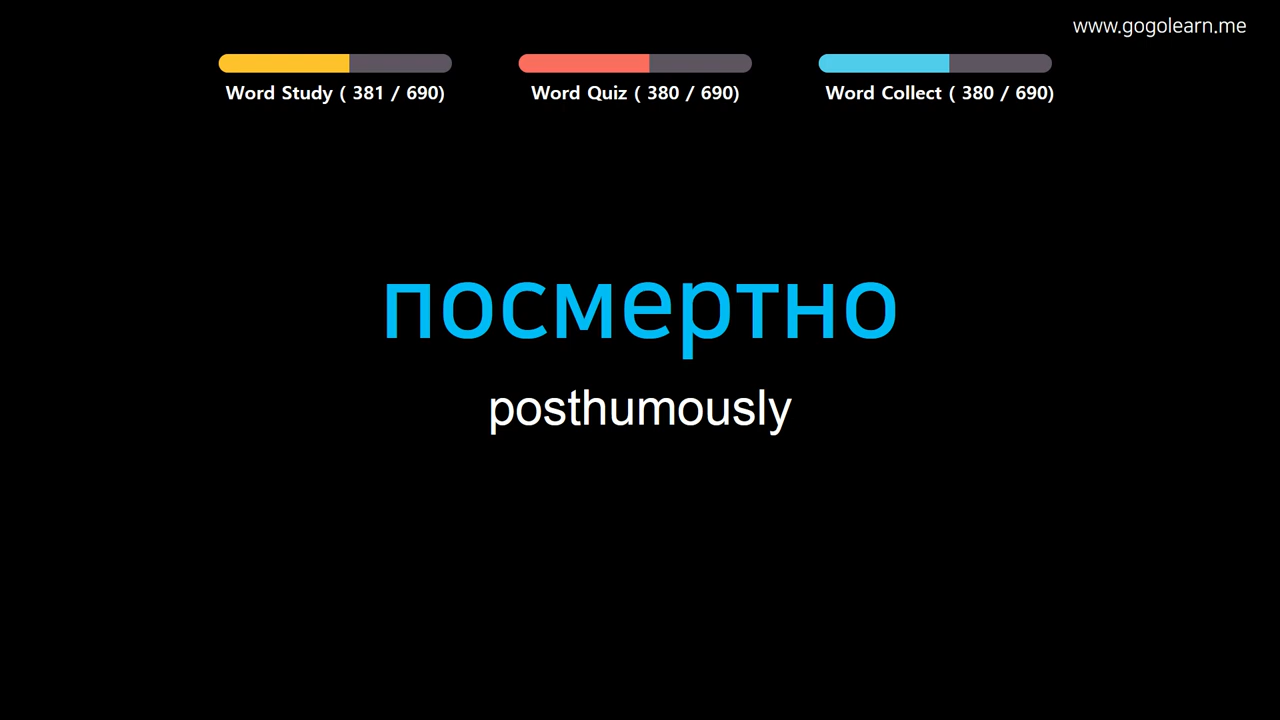 www.gogolearn.me
Word Study ( 381 / 690)
Word Quiz ( 380 / 690)
Word Collect ( 380 / 690)
посмертно
posthumously